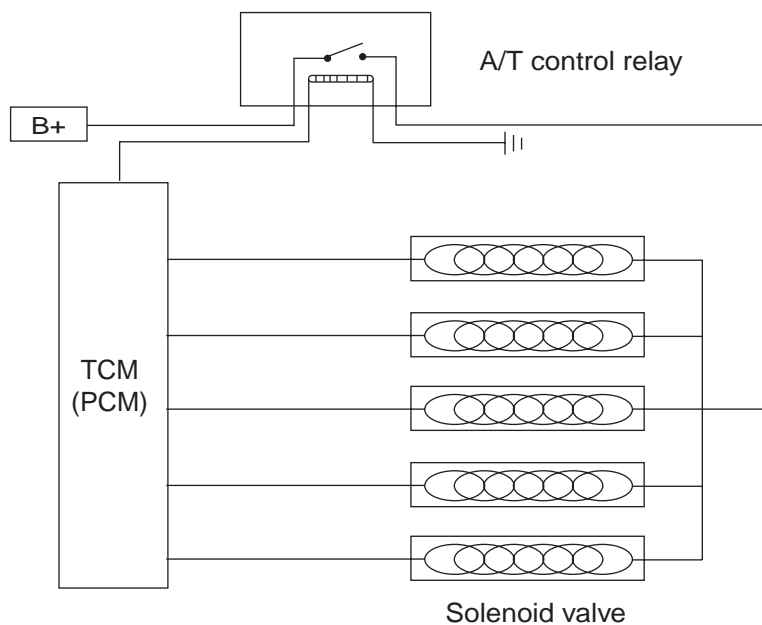 A/T control relay
B+
TCM
(PCM)
Solenoid valve